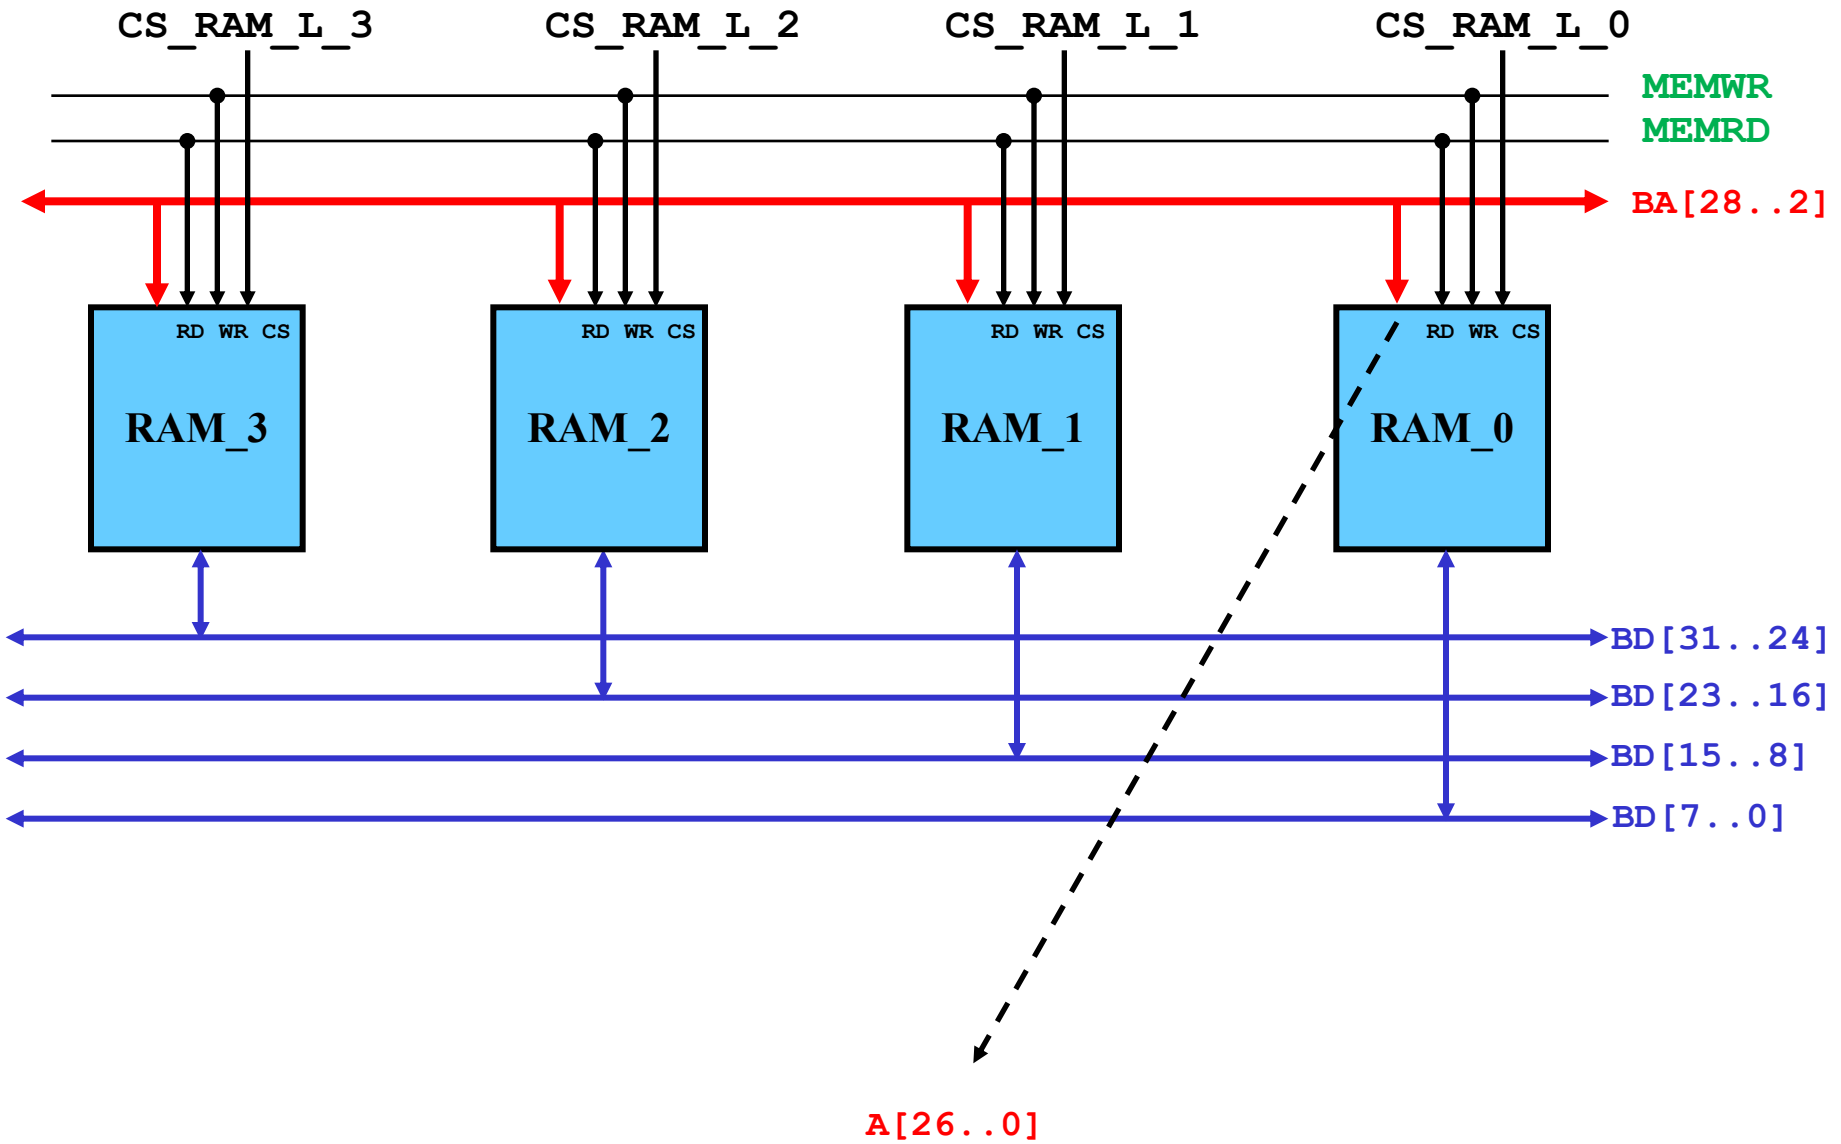 CS_RAM_L_3 CS_RAM_L_2 CS_RAM_L_1 CS_RAM_L_0
MEMWR
MEMRD
BA[28..2]
RD WR CS RD WR CS RD WR CS RD WR CS
RAM_3 RAM_2 RAM_1 RAM_0
BD[31..24]
BD[23..16]
BD[15..8]
BD[7..0]
A[26..0]